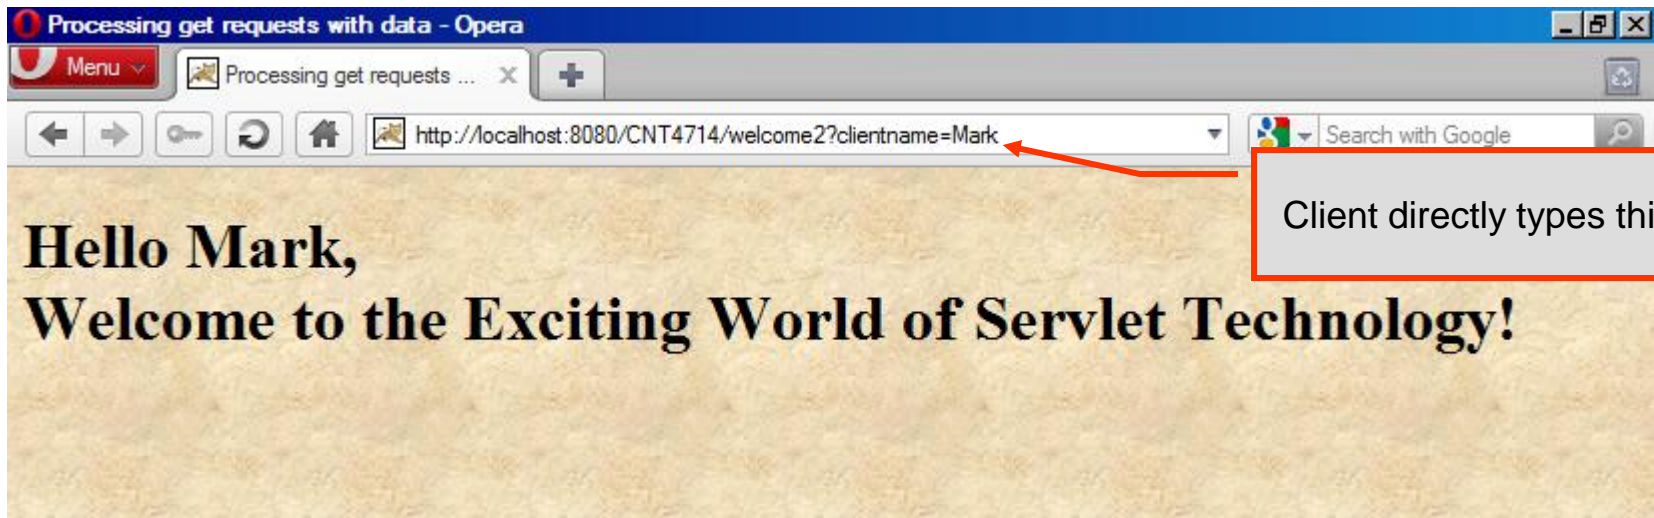 Processing get requests with data - Opera
Menu
Processing get requests ...
http://localhost:8080/CNT4714/welcome2?clientname=Mark
Search with Google
Client directly types thi
Hello Mark,
Welcome to the Exciting World of Servlet Technology!